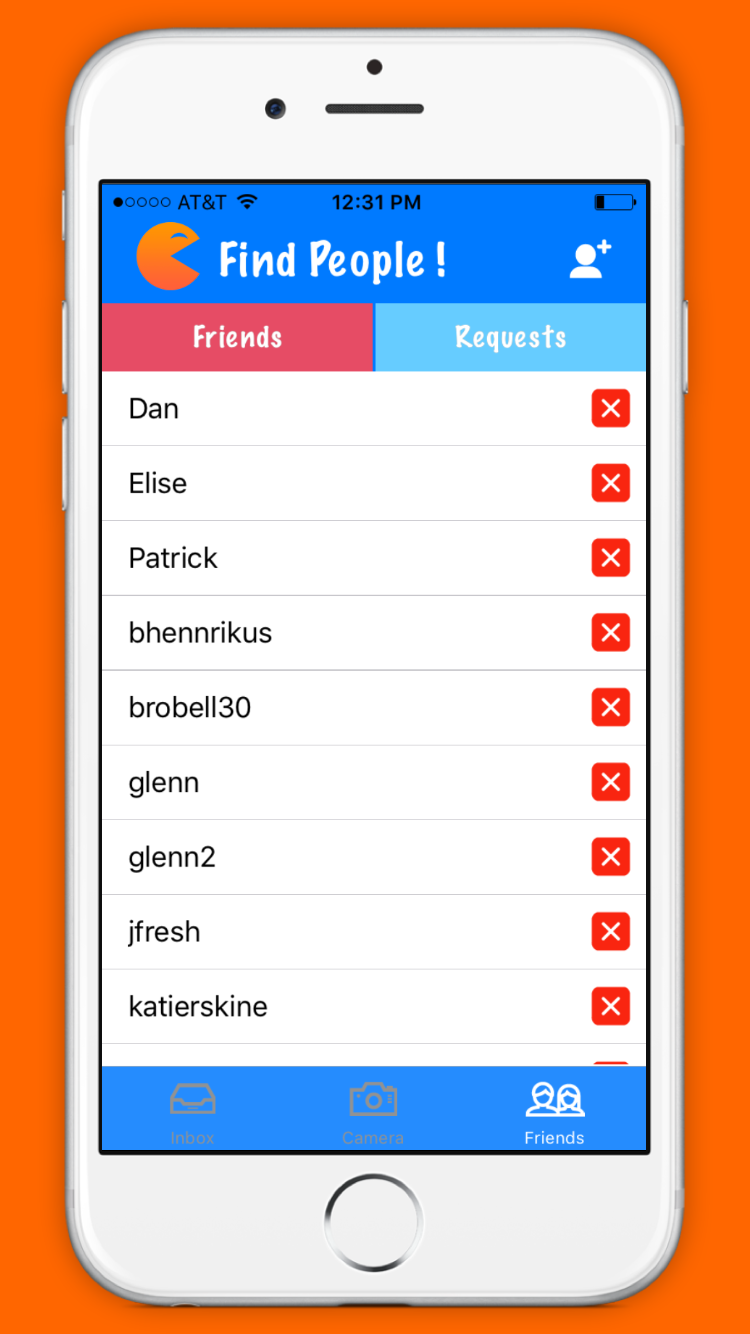 AT&T 12:31 PM
Find People !
Friends Requests
Dan
Elise
Patrick
bhennrikus
brobell30
glenn
glenn2
jfresh
katierskine
Inbox Camera Friends